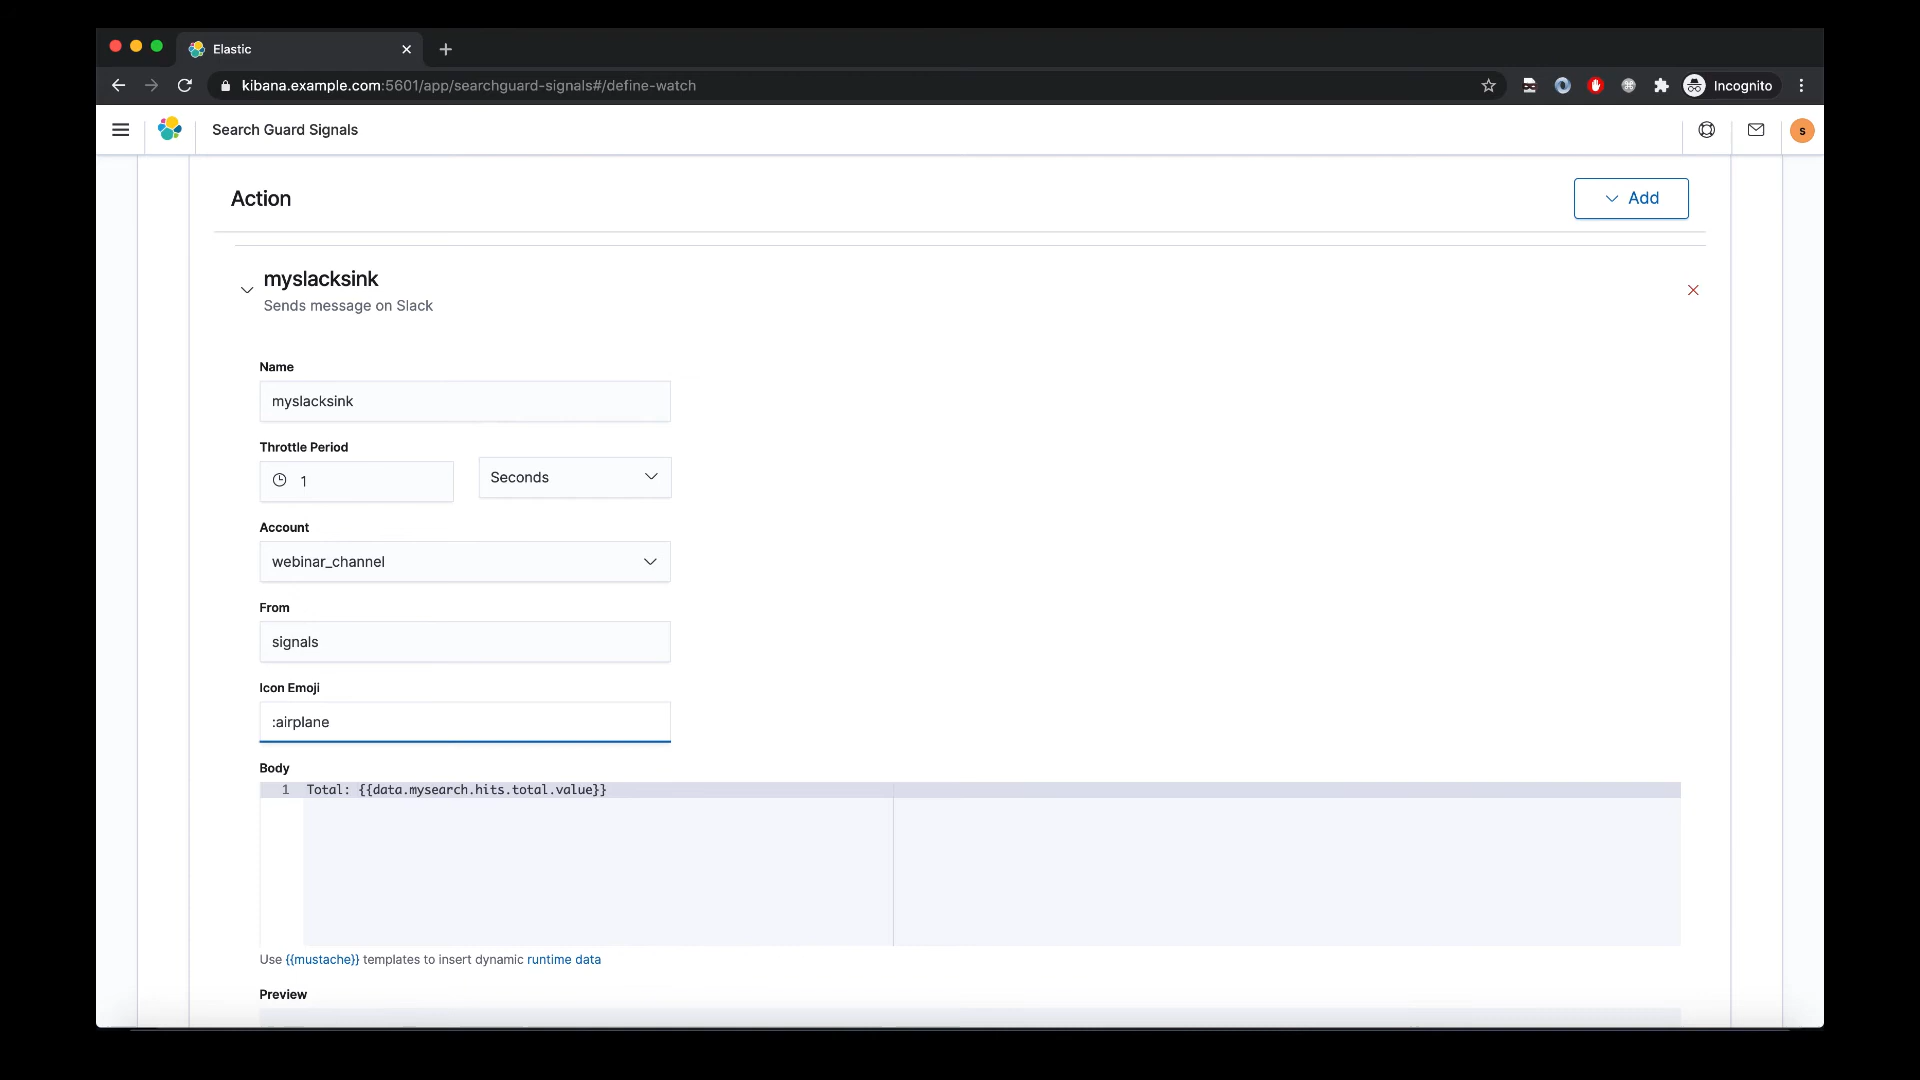 Elastic
kibana.example.com:5601/app/searchguard-signals#/define-watch
Incognito
Search Guard Signals
s
Action
Add
myslacksink
Sends message on Slack
Name
myslacksink
Throttle Period
1
Seconds
Account
webinar_channel
From
signals
Icon Emoji
:airplane
Body
1 Total: {{data.mysearch.hits.total.value}}
Use {{mustache}} templates to insert dynamic runtime data
Preview